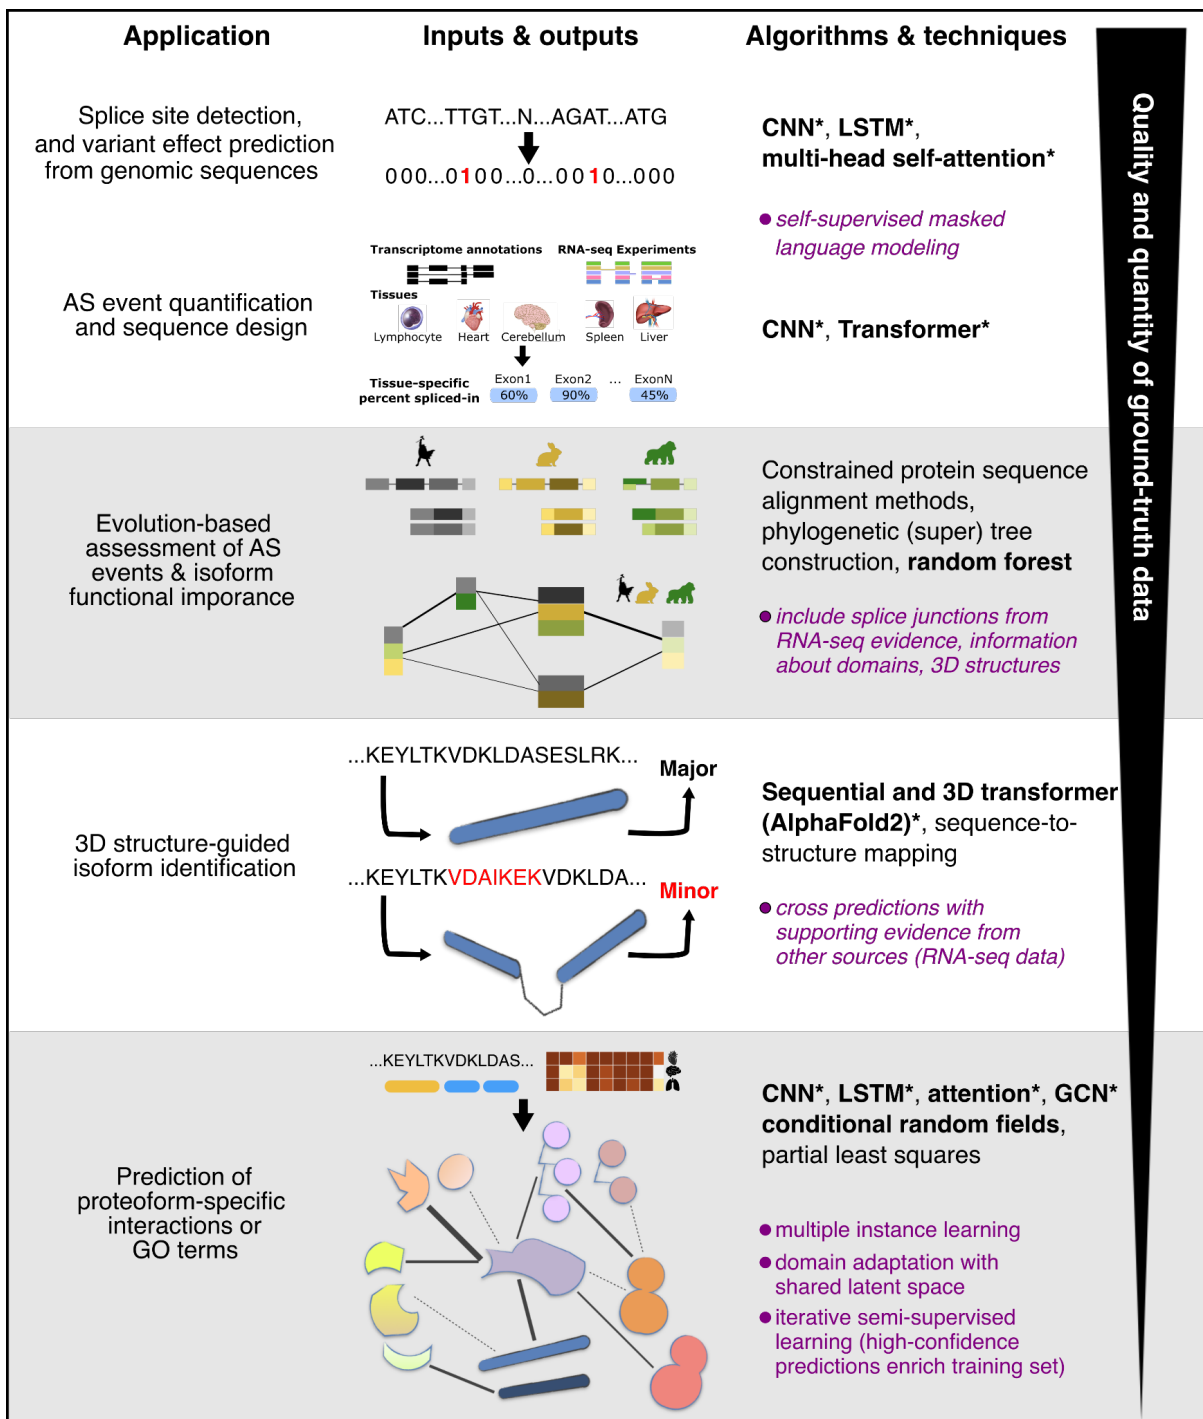 Application
Inputs & outputs
Algorithms & techniques
Quality and quantity of ground-truth data
Splice site detection,
and variant effect prediction
from genomic sequences
ATC...TTGT...N...AGAT...ATG
000...0100...0...0010...000
CNN*, LSTM*,
multi-head self-attention*
self-supervised masked
language modeling
AS event quantification
and sequence design
Transcriptome annotations
RNA-seq Experiments
Tissues
Lymphocyte
Heart
Cerebellum
Spleen
Liver
Tissue-specific
percent spliced-in
Exon1
Exon2
...
ExonN
60%
90%
45%
CNN*, Transformer*
Evolution-based
assessment of AS
events & isoform
functional imporance
Constrained protein sequence
alignment methods,
phylogenetic (super) tree
construction, random forest
include splice junctions from
RNA-seq evidence, information
about domains, 3D structures
3D structure-guided
isoform identification
...KEYLTKVDKLDASESLRK...
Major
...KEYLTKVDAIKEKVDKLDA...
Minor
Sequential and 3D transformer
(AlphaFold2)*, sequence-to-
structure mapping
cross predictions with
supporting evidence from
other sources (RNA-seq data)
Prediction of
proteoform-specific
interactions or
GO terms
...KEYLTKVDKLDAS...
CNN*, LSTM*, attention*, GCN*
conditional random fields,
partial least squares
multiple instance learning
domain adaptation with
shared latent space
iterative semi-supervised
learning (high-confidence
predictions enrich training set)